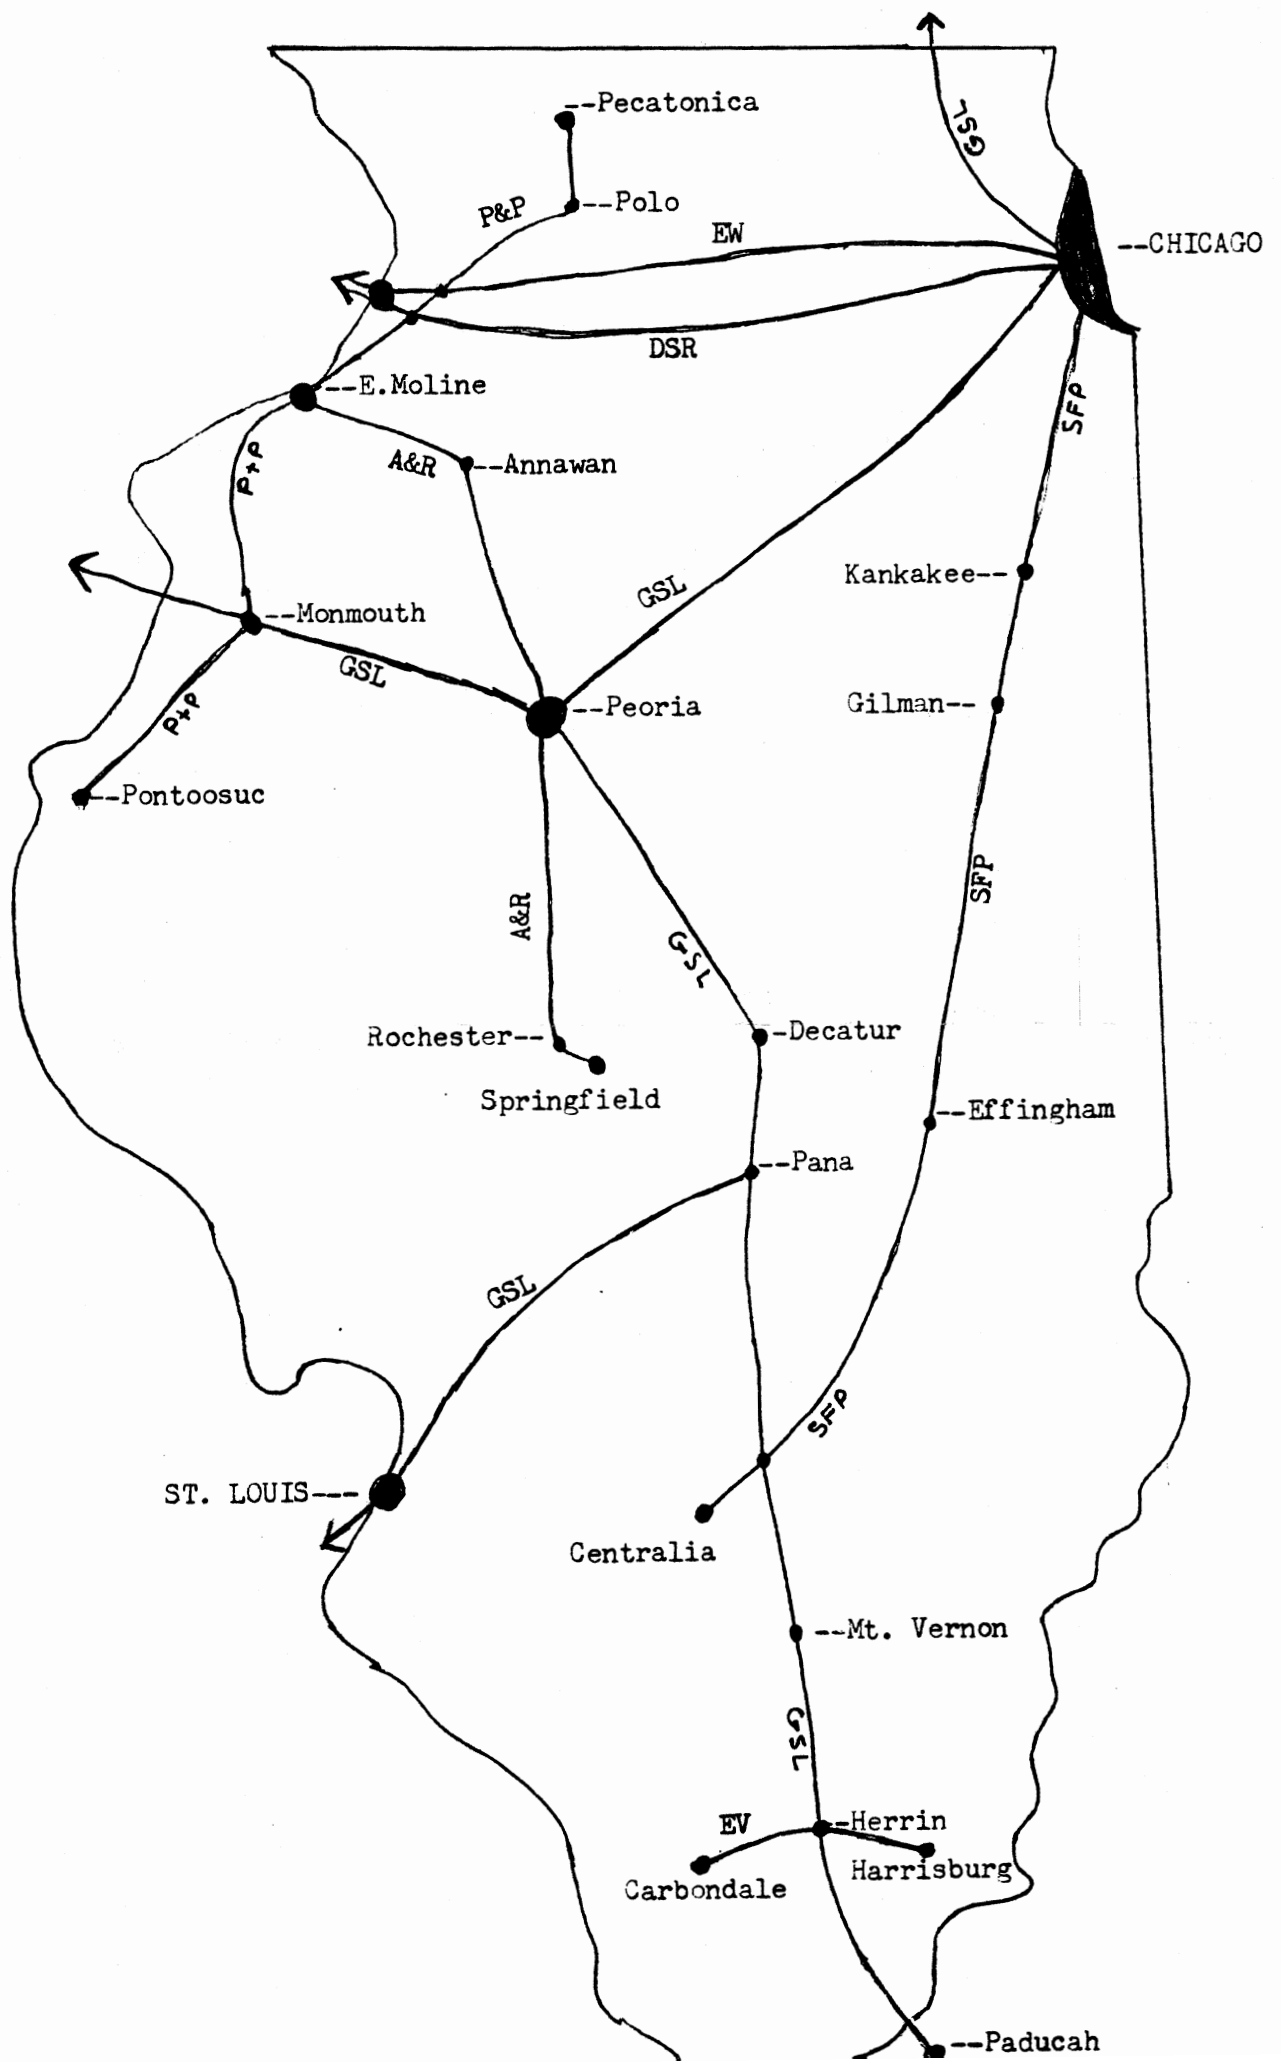 GSL
--Pecatonica
--Polo
P&P
EW
--CHICAGO
DSR
--E.Moline
SFP
P+P
A&R
--Annawan
Kankakee--
GSL
--Monmouth
GSL
P+P
--Peoria
Gilman--
--Pontoosuc
SFP
A&R
GSL
Rochester--
-Decatur
Springfield
--Effingham
--Pana
GSL
SFP
ST. LOUIS---
Centralia
--Mt. Vernon
GSL
EV
-Herrin
Harrisburg
Carbondale
--Paducah